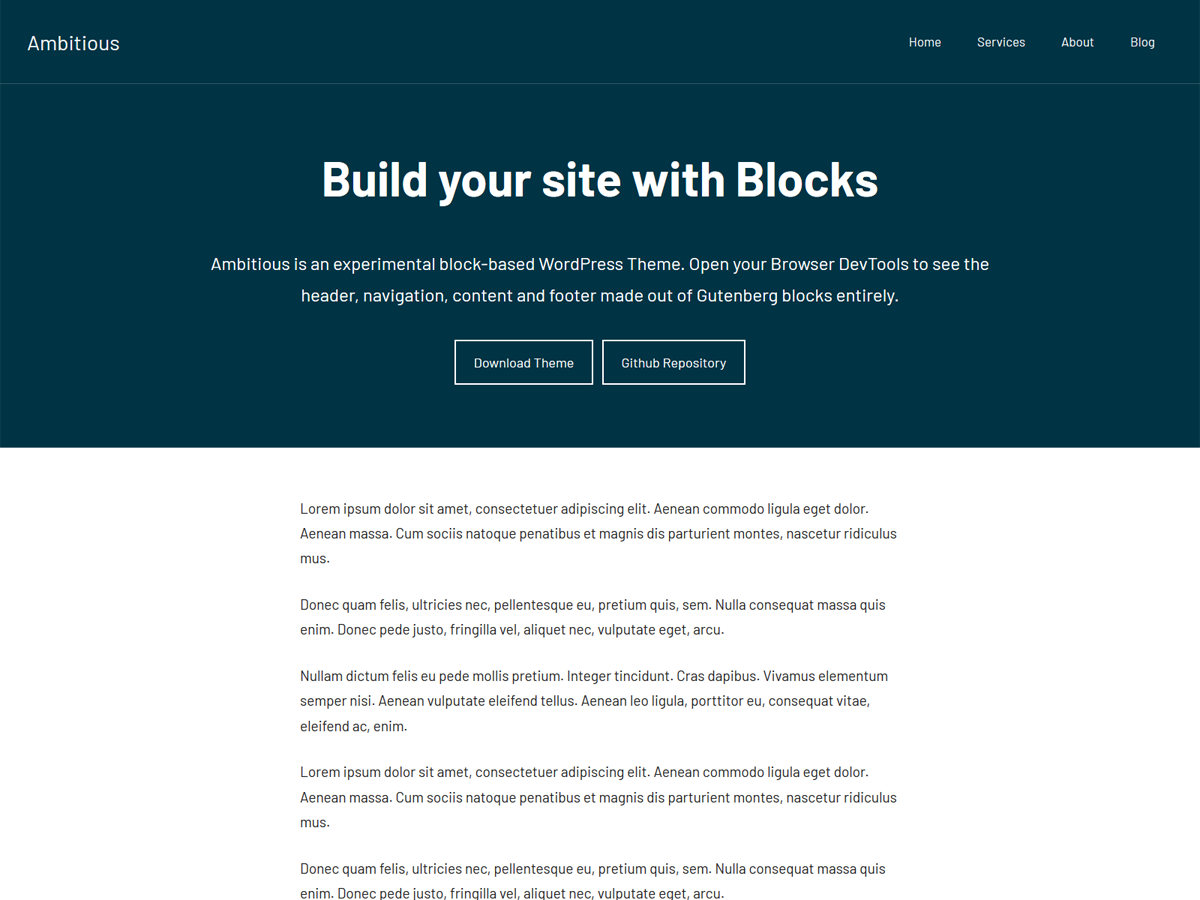 Ambitious
Home Services About Blog
Build your site with Blocks
Ambitious is an experimental block-based WordPress Theme. Open your Browser DevTools to see the
header, navigation, content and footer made out of Gutenberg blocks entirely.
Download Theme Github Repository
Lorem ipsum dolor sit amet, consectetuer adipiscing elit. Aenean commodo ligula eget dolor.
Aenean massa. Cum sociis natoque penatibus et magnis dis parturient montes, nascetur ridiculus
mus.
Donec quam felis, ultricies nec, pellentesque eu, pretium quis, sem. Nulla consequat massa quis
enim. Donec pede justo, fringilla vel, aliquet nec, vulputate eget, arcu.
Nullam dictum felis eu pede mollis pretium. Integer tincidunt. Cras dapibus. Vivamus elementum
semper nisi. Aenean vulputate eleifend tellus. Aenean leo ligula, porttitor eu, consequat vitae,
eleifend ac, enim.
Lorem ipsum dolor sit amet, consectetuer adipiscing elit. Aenean commodo ligula eget dolor.
Aenean massa. Cum sociis natoque penatibus et magnis dis parturient montes, nascetur ridiculus
mus.
Donec quam felis, ultricies nec, pellentesque eu, pretium quis, sem. Nulla consequat massa quis
enim. Donec pede justo, fringilla vel, aliquet nec, vulputate eget, arcu.